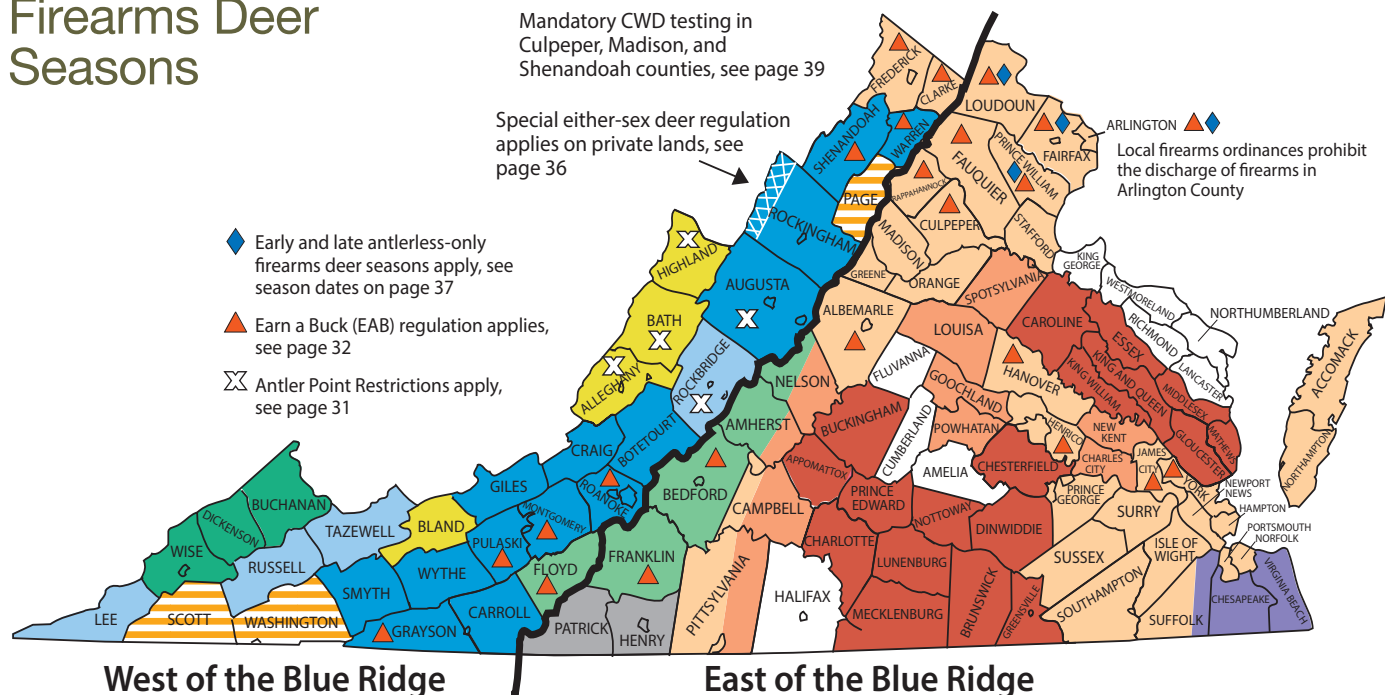 Firearms Deer
Seasons
Mandatory CWD testing in
Culpeper, Madison, and
Shenandoah counties, see page 39
Special either-sex deer regulation
applies on private lands, see
page 36
Early and late antlerless-only
firearms deer seasons apply, see
season dates on page 37
Earn a Buck (EAB) regulation applies,
see page 32
Antler Point Restrictions apply,
see page 31
FREDERICK
CLARKE
LOUDOUN
ARLINGTON
Local firearms ordinances prohibit
the discharge of firearms in
Arlington County
SHENANDOAH
WARREN
FAUQUIER
PRINCE WILLIAM
FAIRFAX
PAGE
RAPPAHANNOCK
CULPEPER
STAFFORD
ROCKINGHAM
MADISON
HIGHLAND
GREENE
ORANGE
KING
GEORGE
AUGUSTA
SPOTSYLVANIA
WESTMORELAND
NORTHUMBERLAND
BATH
ALBEMARLE
LOUISA
CAROLINE
RICHMOND
ESSEX
ACCOMACK
ALLEGHANY
ROCKBRIDGE
FLUVANNA
HANOVER
KING AND QUEEN
KING WILLIAM
LANCASTER
NELSON
GOOCHLAND
MIDDLESEX
AMHERST
BUCKINGHAM
CUMBERLAND
POWHATAN
HENRICO
NEW
KENT
GLOUCESTER
MATHEWS
NORTHAMPTON
CRAIG
BOTETOURT
APPOMATTOX
AMELIA
CHESTERFIELD
CHARLES
CITY
JAMES
CITY
YORK
GILES
ROANOKE
BEDFORD
CAMPBELL
PRINCE
EDWARD
NOTTOWAY
PRINCE
GEORGE
SURRY
NEWPORT
NEWS
HAMPTON
BUCHANAN
DICKENSON
WISE
TAZEWELL
BLAND
MONTGOMERY
PULASKI
DINWIDDIE
PORTSMOUTH
NORFOLK
RUSSELL
WYTHE
FLOYD
FRANKLIN
PITTSYLVANIA
CHARLOTTE
LUNENBURG
SUSSEX
ISLE OF
WIGHT
VIRGINIA BEACH
SMYTH
CHESAPEAKE
LEE
SCOTT
WASHINGTON
GRAYSON
CARROLL
PATRICK
HENRY
HALIFAX
MECKLENBURG
BRUNSWICK
GREENSVILLE
SOUTHAMPTON
SUFFOLK
West of the Blue Ridge
East of the Blue Ridge